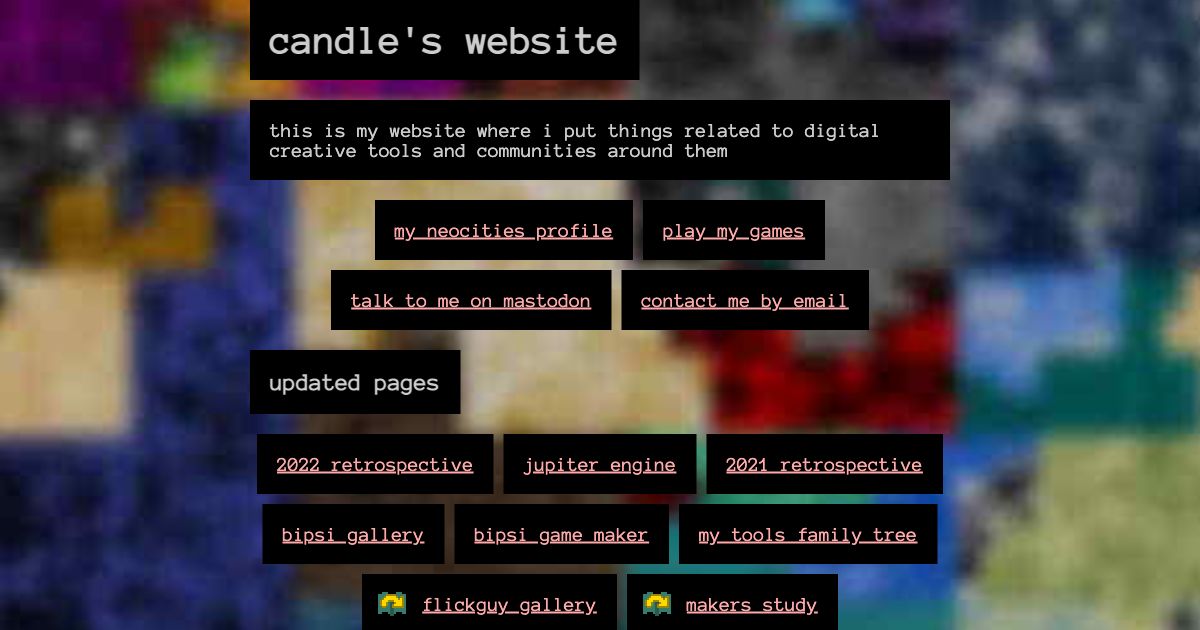 candle's website
this is my website where i put things related to digital
creative tools and communities around them
my neocities profile
play my games
talk to me on mastodon
contact me by email
updated pages
2022 retrospective
jupiter engine
2021 retrospective
bipsi gallery
bipsi game maker
my tools family tree
flickguy gallery
makers study